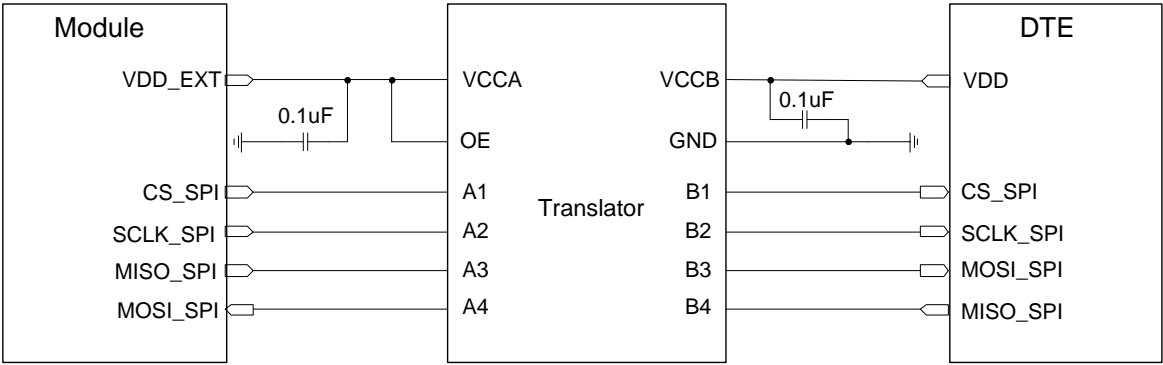 Module
DTE
VDD_EXT
VCCA
VCCB
VDD
0.1uF
0.1uF
OE
GND
CS_SPI
A1
B1
CS_SPI
Translator
SCLK_SPI
A2
B2
SCLK_SPI
MISO_SPI
A3
B3
MOSI_SPI
MOSI_SPI
A4
B4
MISO_SPI